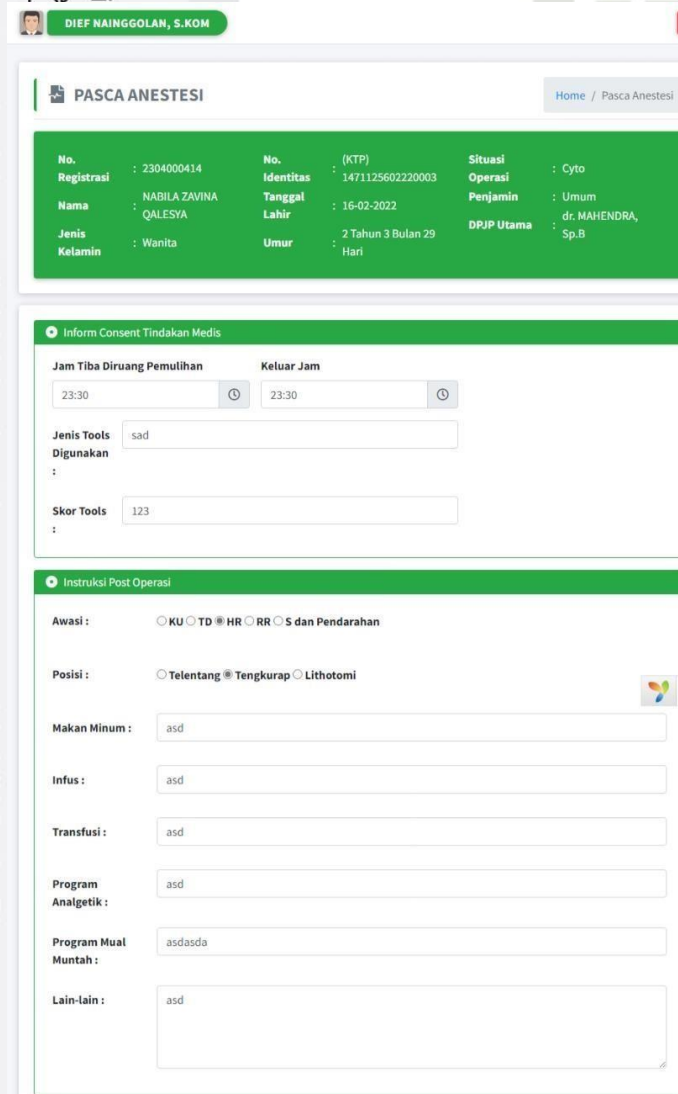 DIEF NAINGGOLAN, S.KOM
PASCA ANESTESI
Home / Pasca Anestesi
No. Registrasi : 2304000414
Nama : NABILA ZAVINA QALESYA
Jenis Kelamin : Wanita
No. Identitas : (KTP) 1471125602220003
Tanggal Lahir : 16-02-2022
Umur : 2 Tahun 3 Bulan 29 Hari
Situasi Operasi : Cyto
Penjamin : Umum
DPJP Utama : dr. MAHENDRA, Sp.B
Inform Consent Tindakan Medis
Jam Tiba Diruang Pemulihan Keluar Jam
23:30 23:30
Jenis Tools Digunakan : sad
Skor Tools : 123
Instruksi Post Operasi
Awasi : KU TD HR RR S dan Pendarahan
Posisi : Telentang Tengkurap Lithotomi
Makan Minum : asd
Infus : asd
Transfusi : asd
Program Analgetik : asd
Program Mual Muntah : asdasda
Lain-lain : asd